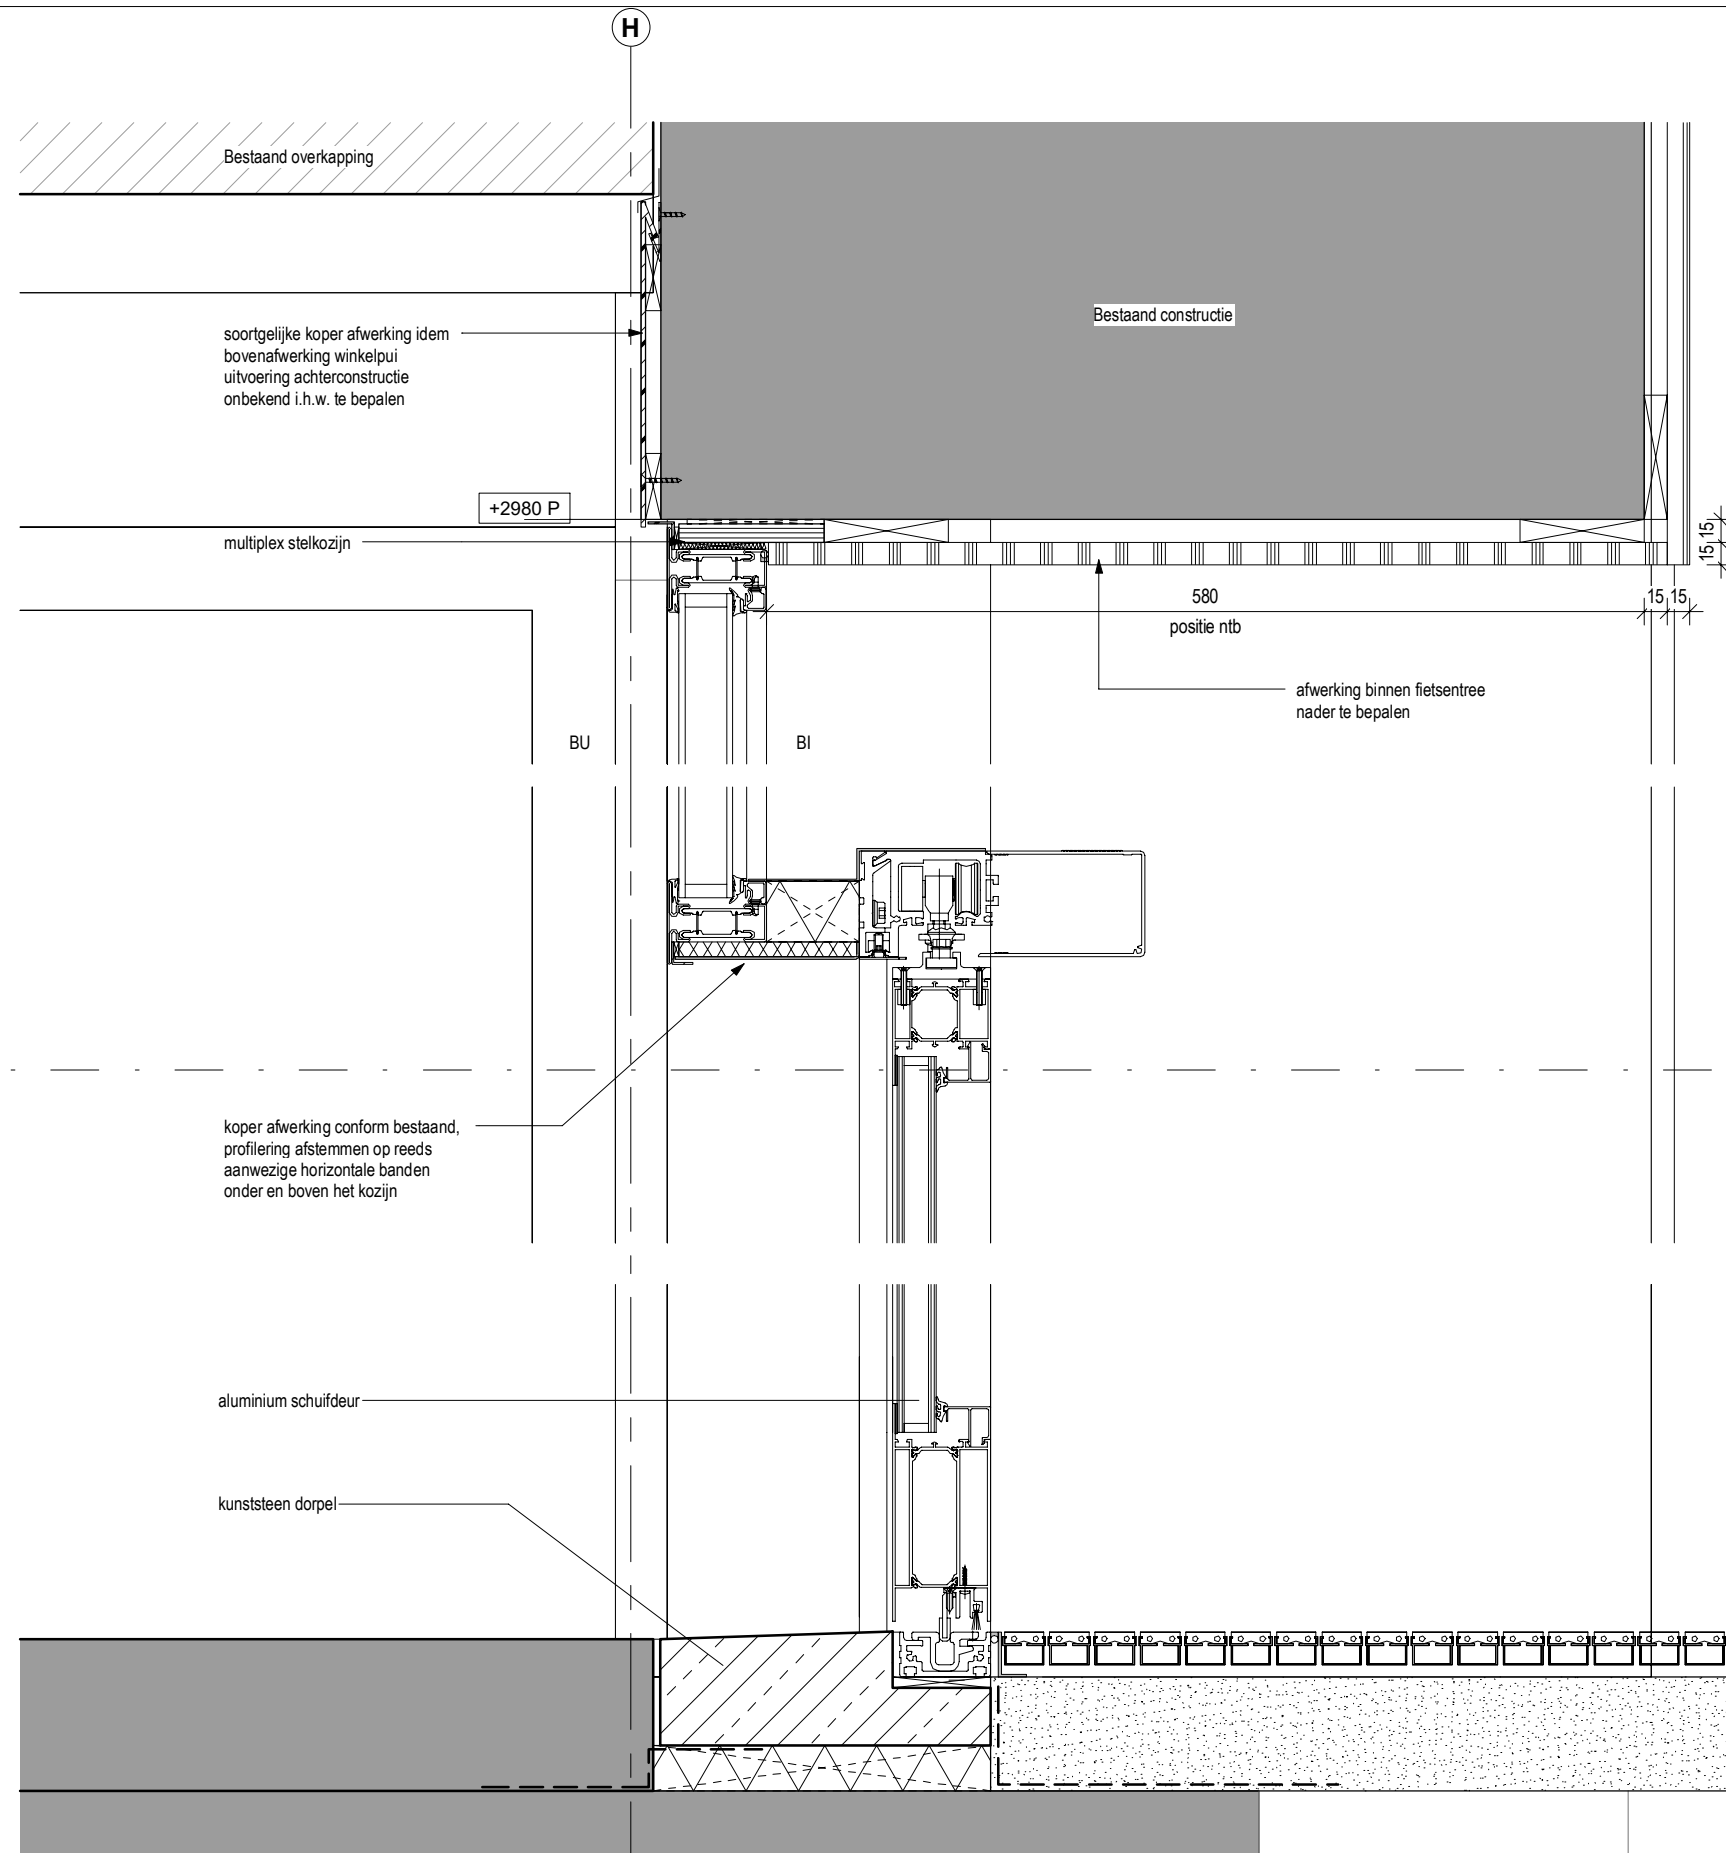 H
Bestaand overkapping
Bestaand constructie
soortgelijke koper afwerking idem
bovenafwerking winkelpui
uitvoering achterconstructie
onbekend i.h.w. te bepalen
+2980 P
multiplex stelkozijn
15
15
580
15
15
positie ntb
afwerking binnen fietsentree
nader te bepalen
BU
BI
koper afwerking conform bestaand,
profilering afstemmen op reeds
aanwezige horizontale banden
onder en boven het kozijn
aluminium schuifdeur
kunststeen dorpel